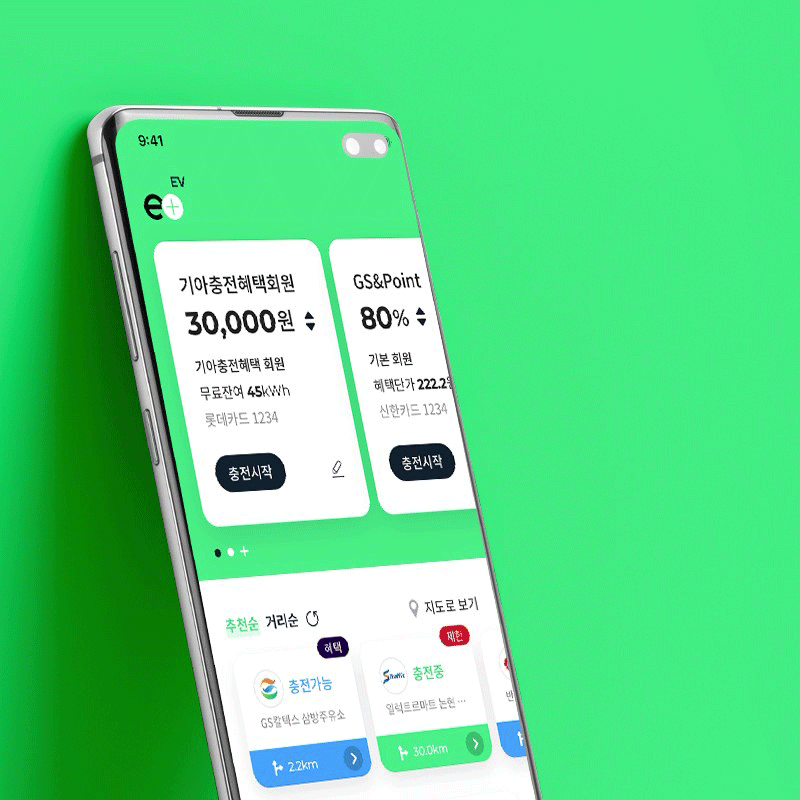 9:41
EV
e+
기아충전혜택회원
30,000원
기아충전혜택 회원
무료잔여 45kWh
롯데카드 1234
충전시작
GS&Point
80%
기본 회원
혜택단가 222.2
신한카드 1234
충전시작
추천순 거리순
지도로 보기
혜택
충전가능
GS칼텍스 삼방주유소
2.2km
제한
충전중
일럭트르마트 논현 ...
30.0km